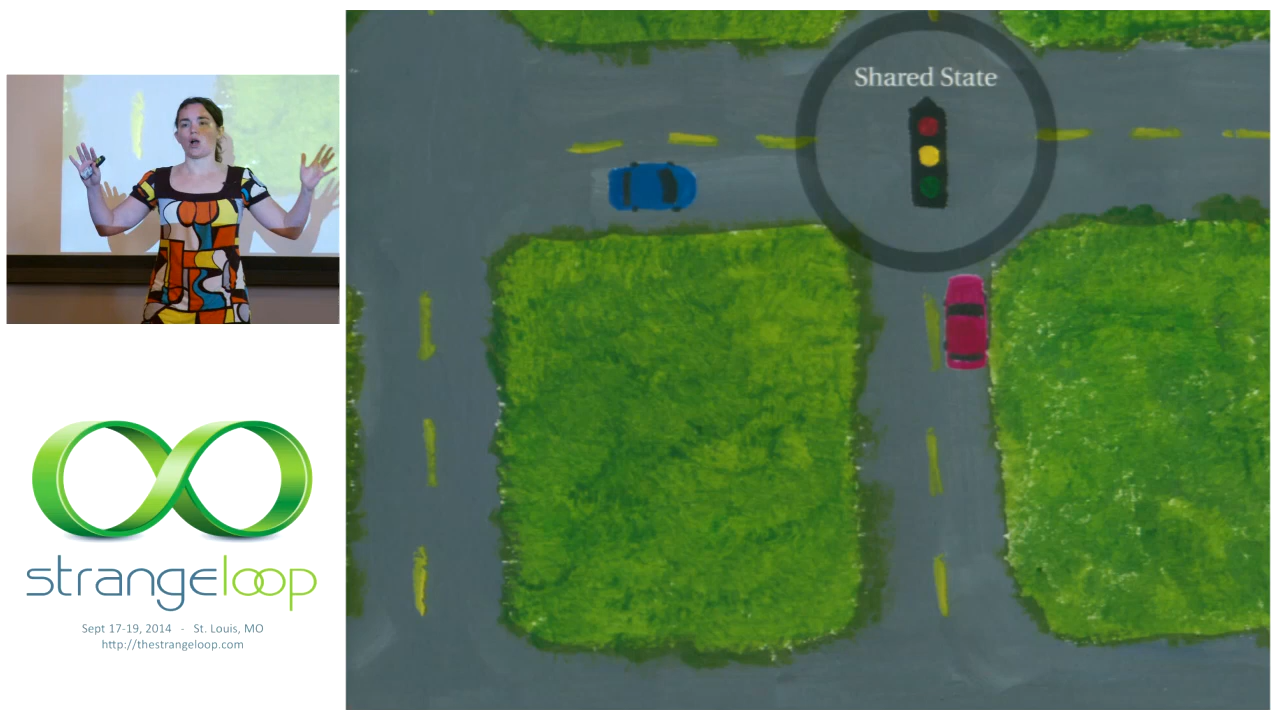 Shared State
strangeloop
Sept 17-19, 2014 - St. Louis, MO
http://thestrangeloop.com